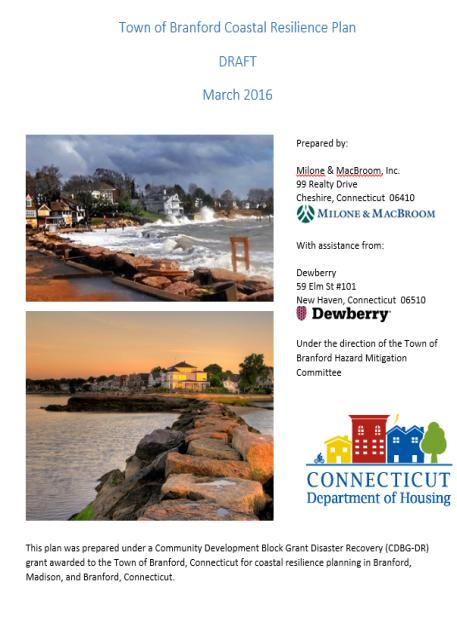 Town of Branford Coastal Resilience Plan
DRAFT
March 2016
Prepared by:
Milone & MacBroom, Inc.
99 Realty Drive
Cheshire, Connecticut 06410
MILONE & MACBROOM
With assistance from:
Dewberry
59 Elm St #101
New Haven, Connecticut 06510
Dewberry
Under the direction of the Town of
Branford Hazard Mitigation
Committee
CONNECTICUT
Department of Housing
This plan was prepared under a Community Development Block Grant Disaster Recovery (CDBG-DR)
grant awarded to the Town of Branford, Connecticut for coastal resilience planning in Branford,
Madison, and Branford, Connecticut.